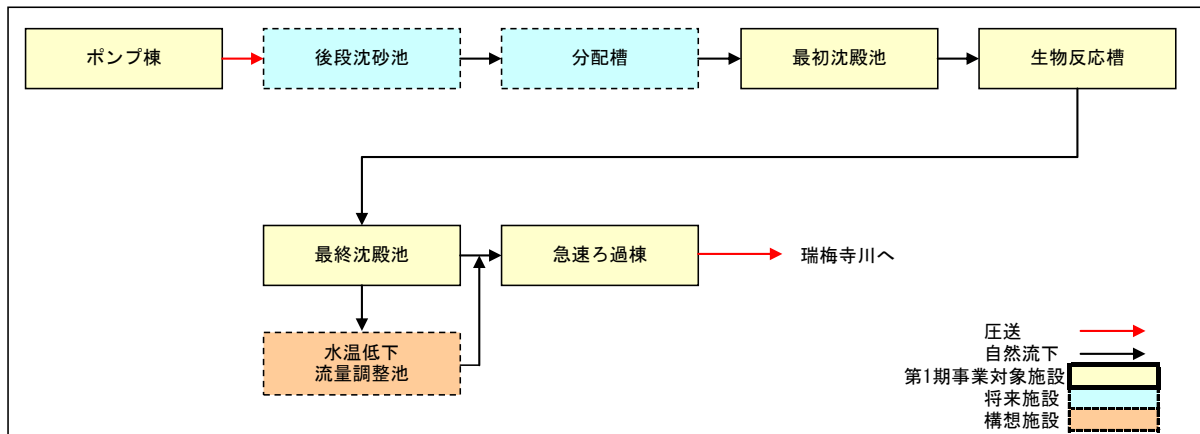 ポンプ棟
後段沈砂池
分配槽
最初沈殿池
生物反応槽
最終沈殿池
急速ろ過棟
瑞梅寺川へ
水温低下
流量調整池
圧送
自然流下
第1期事業対象施設
将来施設
構想施設